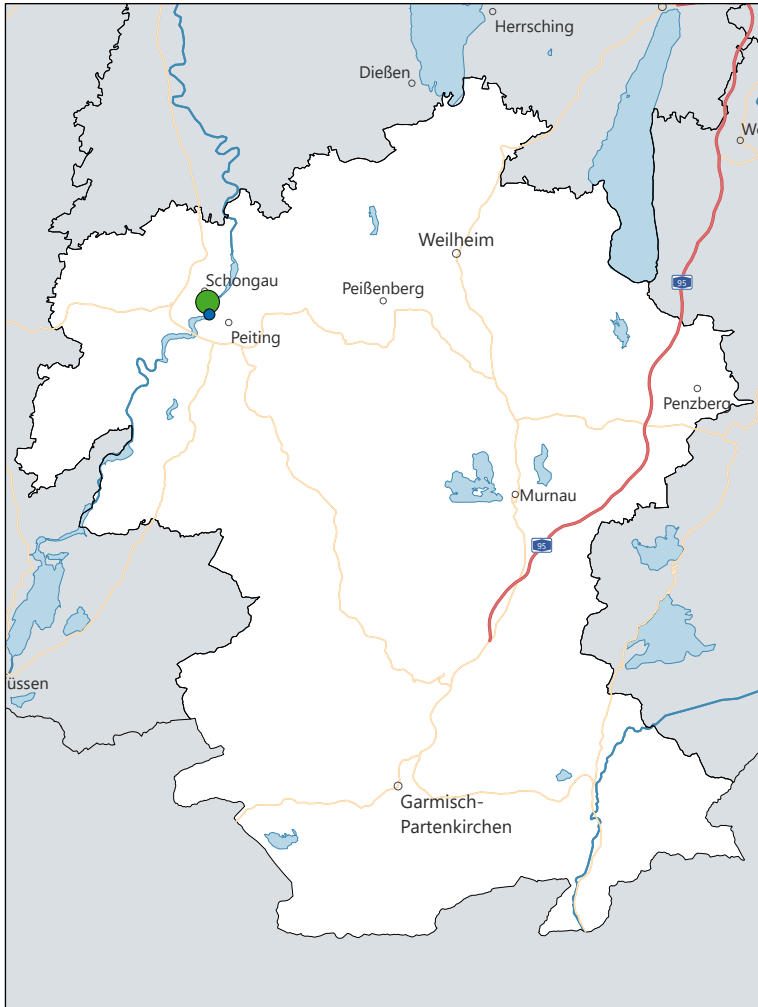 Herrsching
Dießen
We
Weilheim
Schongau
95
Peißenberg
Peiting
Penzberg
Murnau
95
üssen
Garmisch-
Partenkirchen